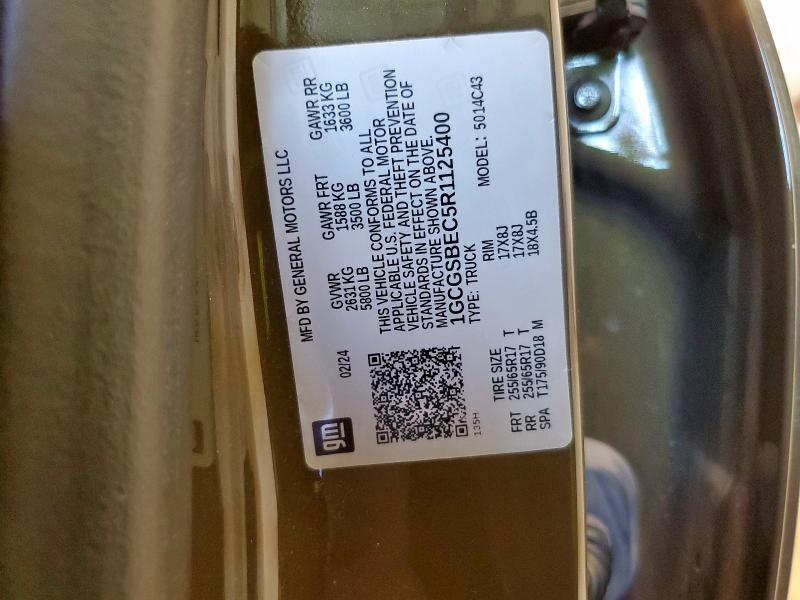 gm
02/24
MFD BY GENERAL MOTORS LLC
GVWR GAWR FRT GAWR RR
2631 KG 1588 KG 1633 KG
5800 LB 3500 LB 3600 LB
THIS VEHICLE CONFORMS TO ALL
APPLICABLE U.S. FEDERAL MOTOR
VEHICLE SAFETY AND THEFT PREVENTION
STANDARDS IN EFFECT ON THE DATE OF
MANUFACTURE SHOWN ABOVE.
1GCGSBEC5R1125400
TYPE: TRUCK MODEL: 5014C43
135H
TIRE SIZE RIM
FRT 255/65R17 T 17X8J
RR 255/65R17 T 17X8J
SPA T175/90D18 M 18X4.5B